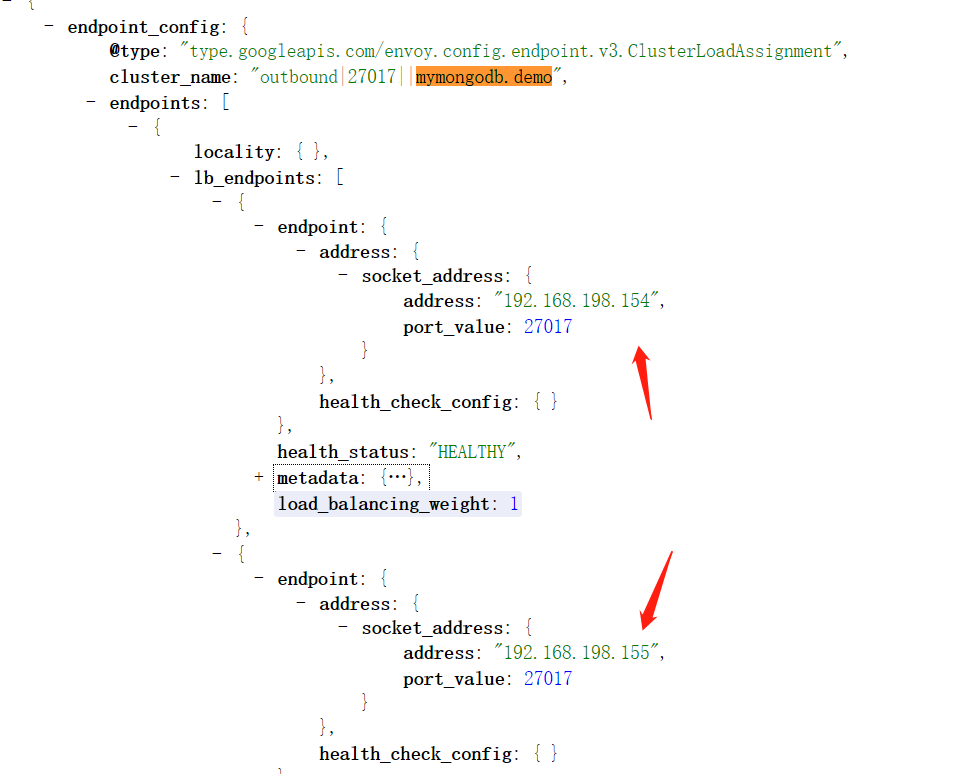 - {
- endpoint_config: {
@type: "type.googleapis.com/envoy.config.endpoint.v3.ClusterLoadAssignment",
cluster_name: "outbound|27017||mymongodb.demo",
- endpoints: [
- {
locality: { },
- lb_endpoints: [
- {
- endpoint: {
- address: {
- socket_address: {
address: "192.168.198.154",
port_value: 27017
}
},
health_check_config: { }
},
health_status: "HEALTHY",
+ metadata: {…},
load_balancing_weight: 1
},
- {
- endpoint: {
- address: {
- socket_address: {
address: "192.168.198.155",
port_value: 27017
}
},
health_check_config: { }
}